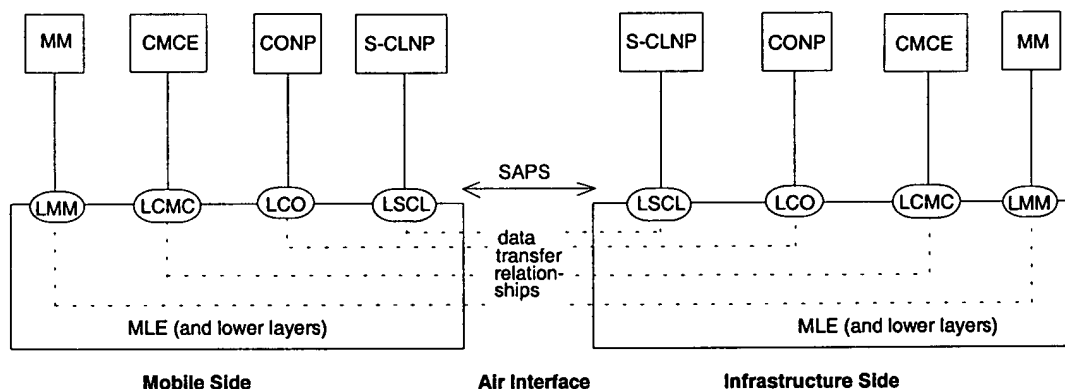 MM CMCE CONP S-CLNP S-CLNP CONP CMCE MM
SAPS
LMM LCMC LCO LSCL LSCL LCO LCMC LMM
data
transfer
relation-
ships
MLE (and lower layers) MLE (and lower layers)
Mobile Side Air Interface Infrastructure Side